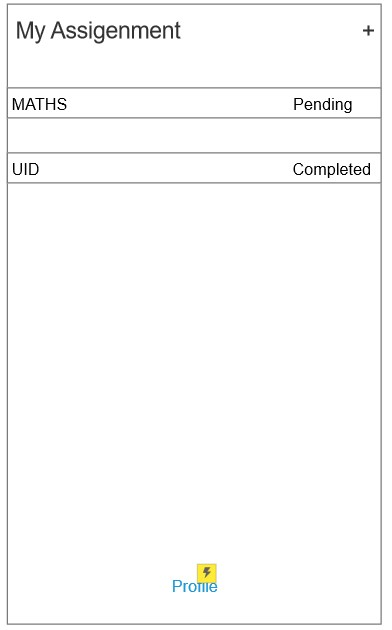 My Assigenment +
MATHS Pending
UID Completed
Profile